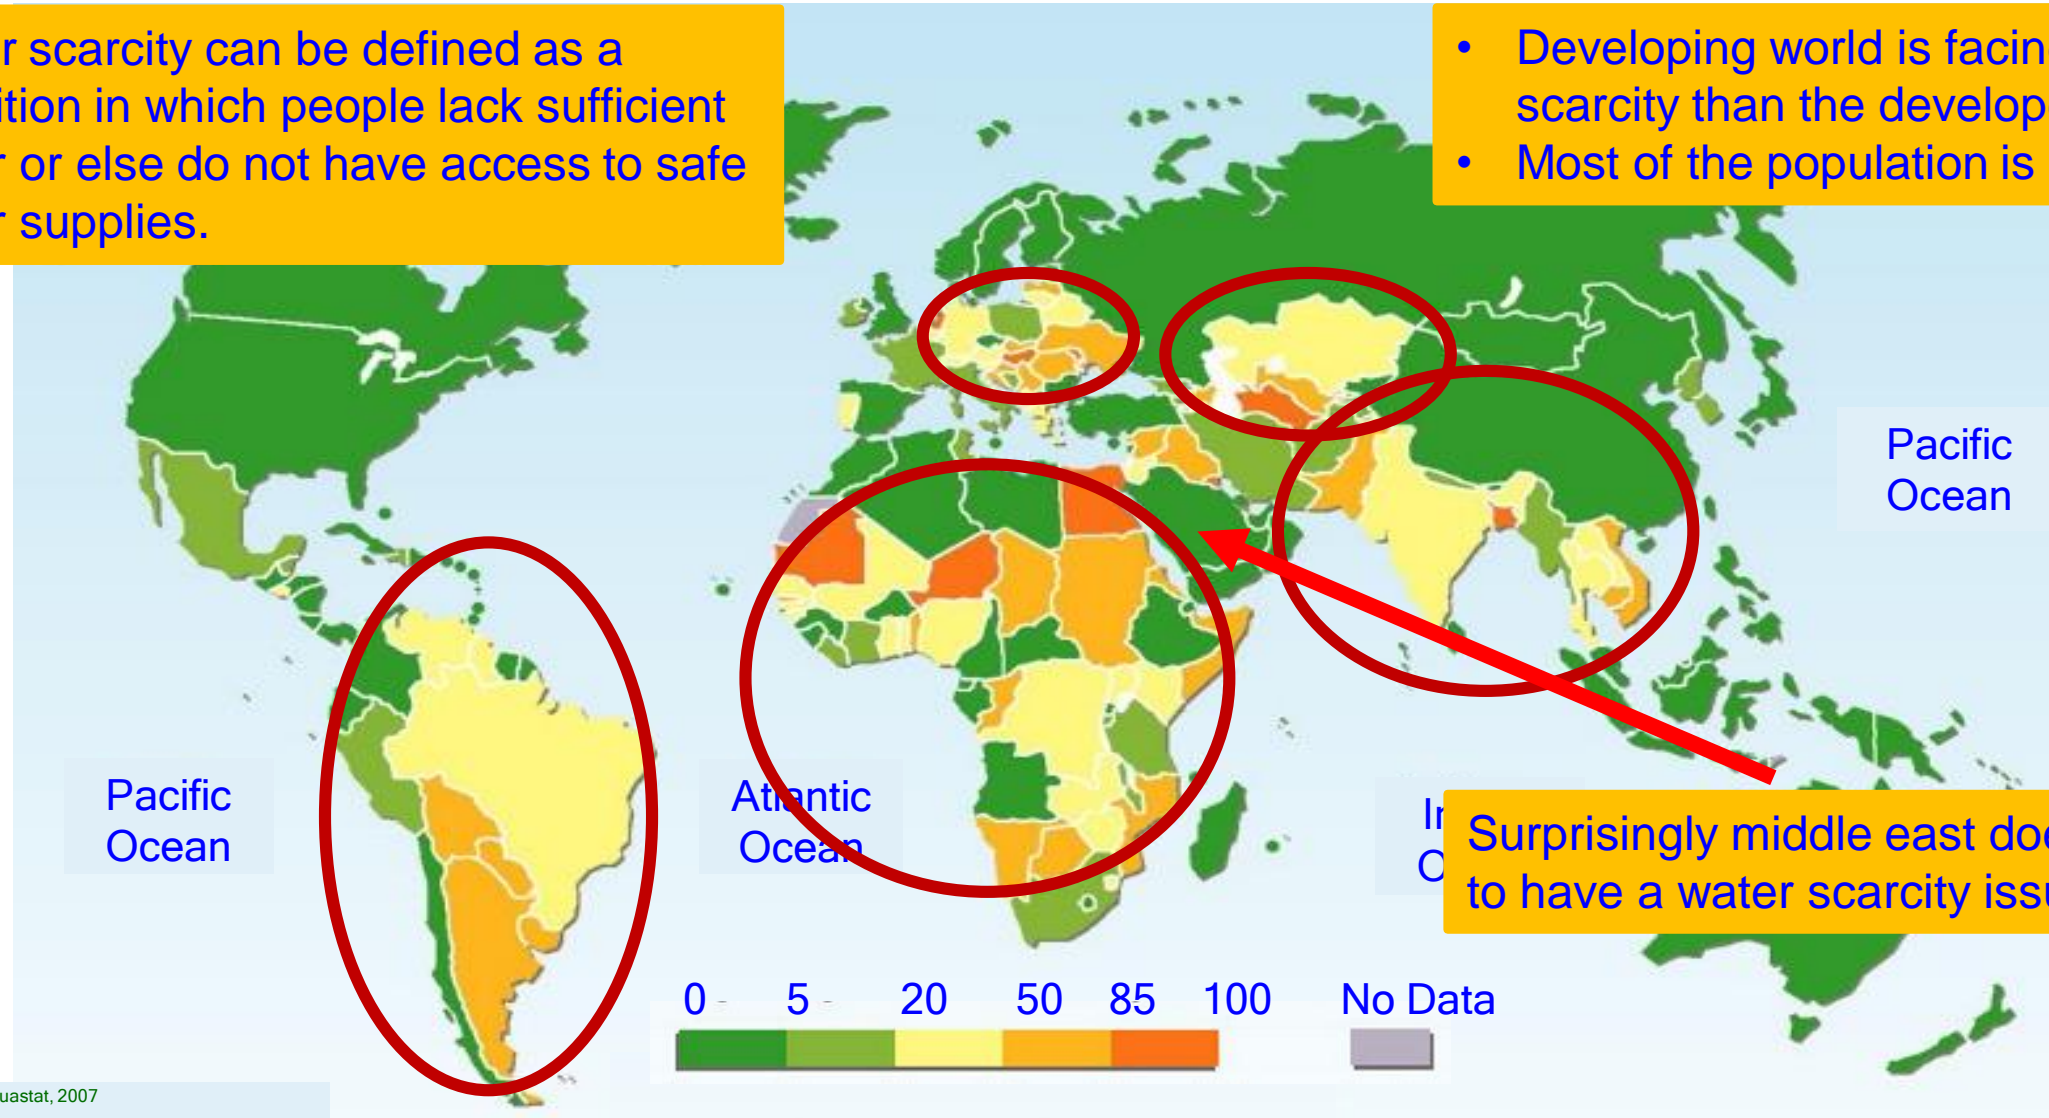 r scarcity can be defined as a
ition in which people lack sufficient
r or else do not have access to safe
r supplies.
• Developing world is facin
scarcity than the develop
• Most of the population is
Pacific
Ocean
Pacific
Ocean
Atlantic
Ocean
Surprisingly middle east doe
to have a water scarcity issu
0 - 5 - 20 50 85 100 No Data
uastat, 2007